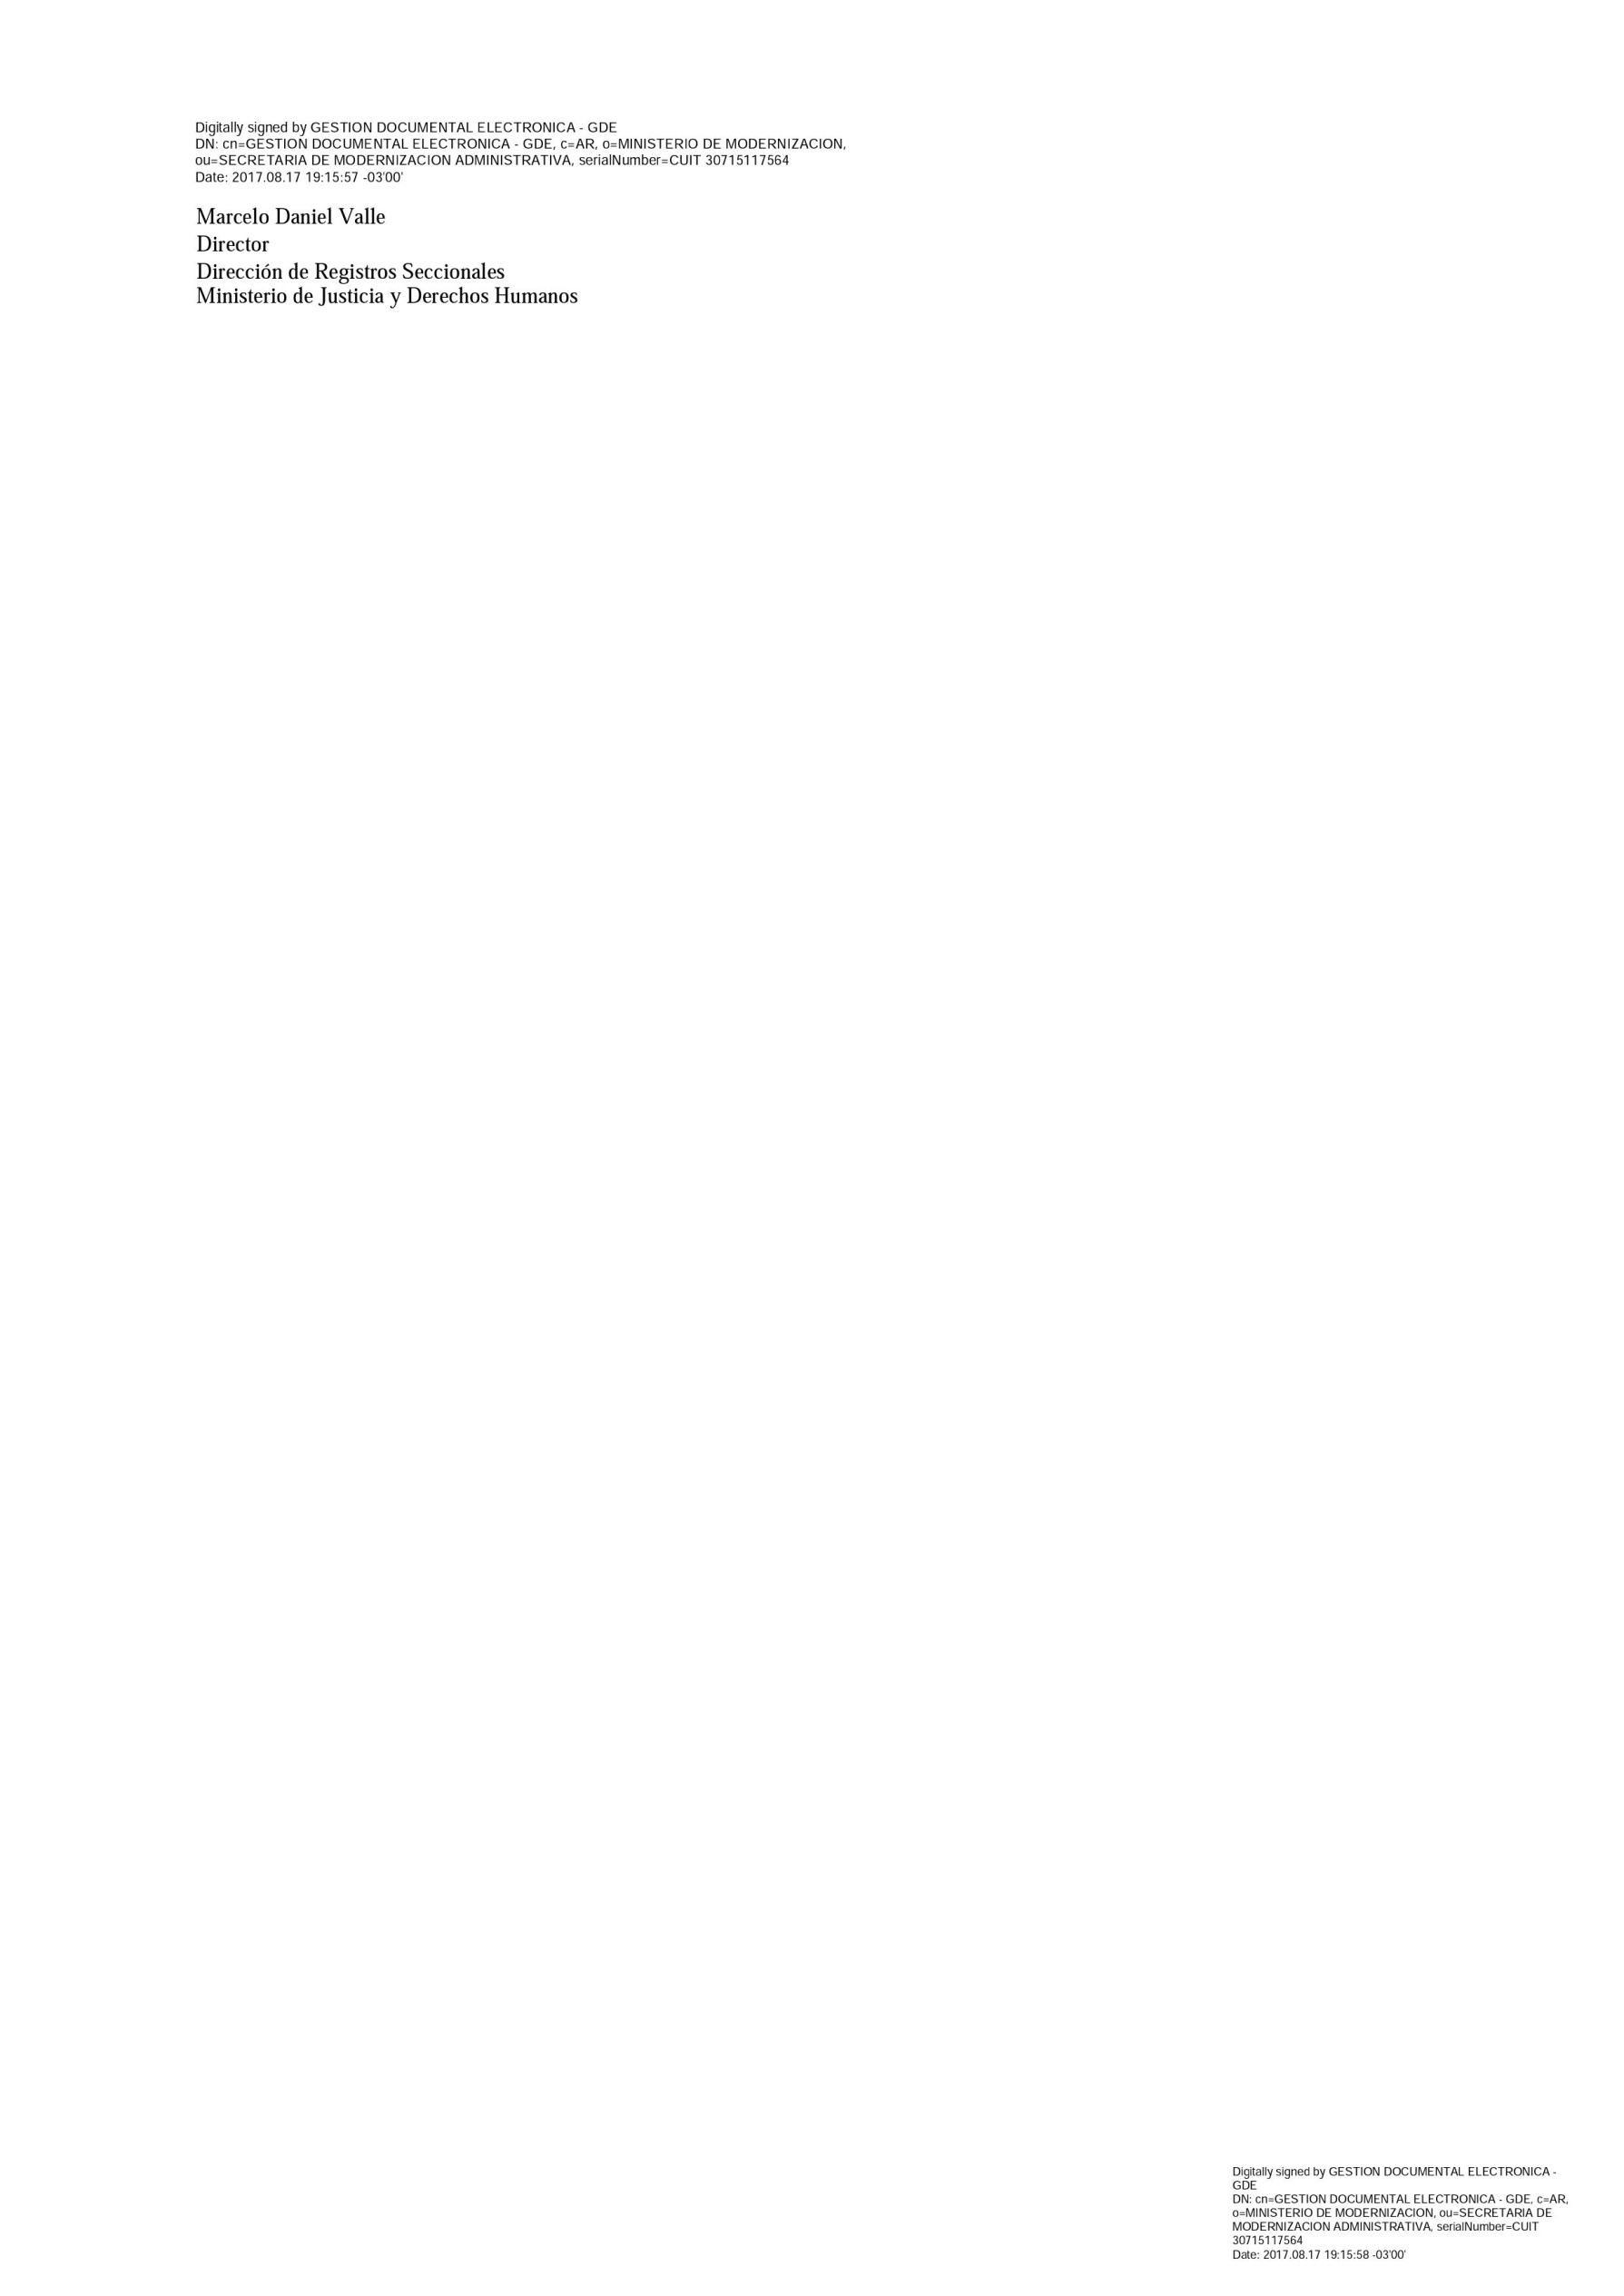 Digitally signed by GESTION DOCUMENTAL ELECTRONICA - GDE
DN: cn=GESTION DOCUMENTAL ELECTRONICA - GDE, c=AR, o=MINISTERIO DE MODERNIZACION,
ou=SECRETARIA DE MODERNIZACION ADMINISTRATIVA, serialNumber=CUIT 30715117564
Date: 2017.08.17 19:15:57 -03'00'
Marcelo Daniel Valle
Director
Dirección de Registros Seccionales
Ministerio de Justicia y Derechos Humanos
Digitally signed by GESTION DOCUMENTAL ELECTRONICA -
GDE
DN: cn=GESTION DOCUMENTAL ELECTRONICA - GDE, c=AR,
o=MINISTERIO DE MODERNIZACION, ou=SECRETARIA DE
MODERNIZACION ADMINISTRATIVA, serialNumber=CUIT
30715117564
Date: 2017.08.17 19:15:58 -03'00'